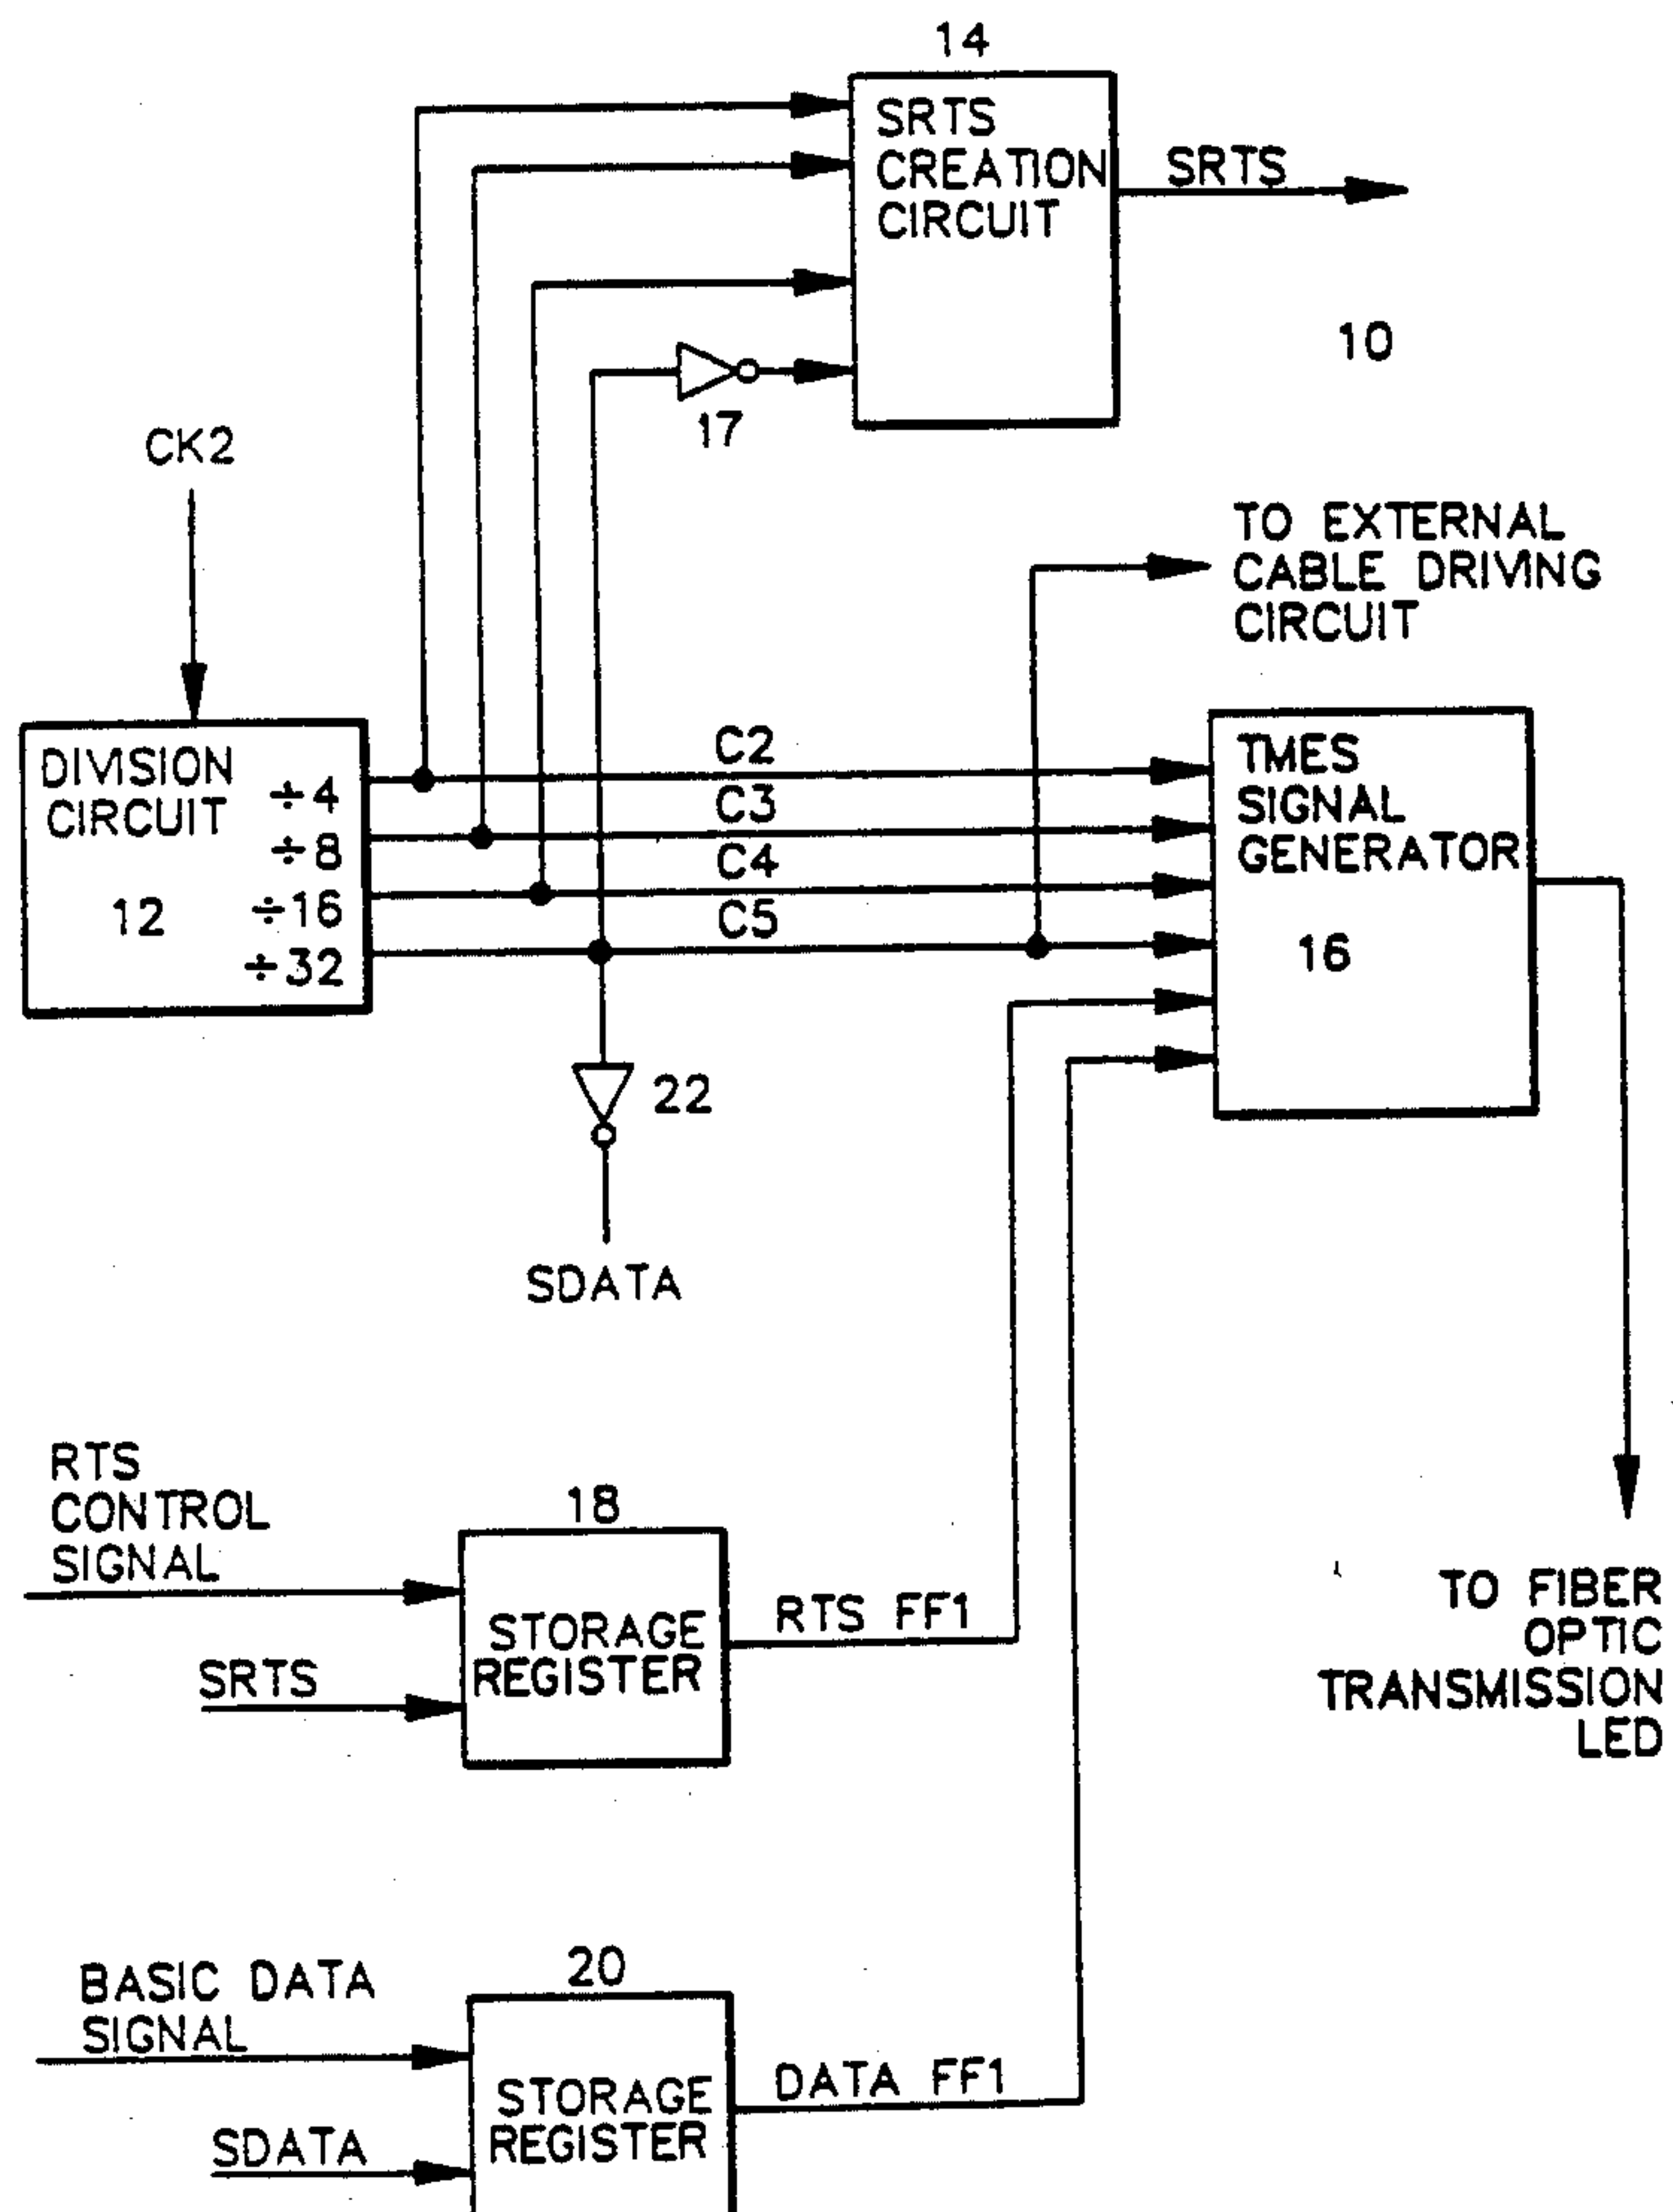 14
SRTS
CREATION
CIRCUIT
SRTS
10
17
CK2
TO EXTERNAL
CABLE DRIVING
CIRCUIT
DIVISION
CIRCUIT
÷4
÷8
÷16
÷32
12
C2
C3
C4
C5
TMES
SIGNAL
GENERATOR
16
22
SDATA
RTS
CONTROL
SIGNAL
18
STORAGE
REGISTER
SRTS
RTS FF1
TO FIBER
OPTIC
TRANSMISSION
LED
BASIC DATA
SIGNAL
20
STORAGE
REGISTER
SDATA
DATA FF1